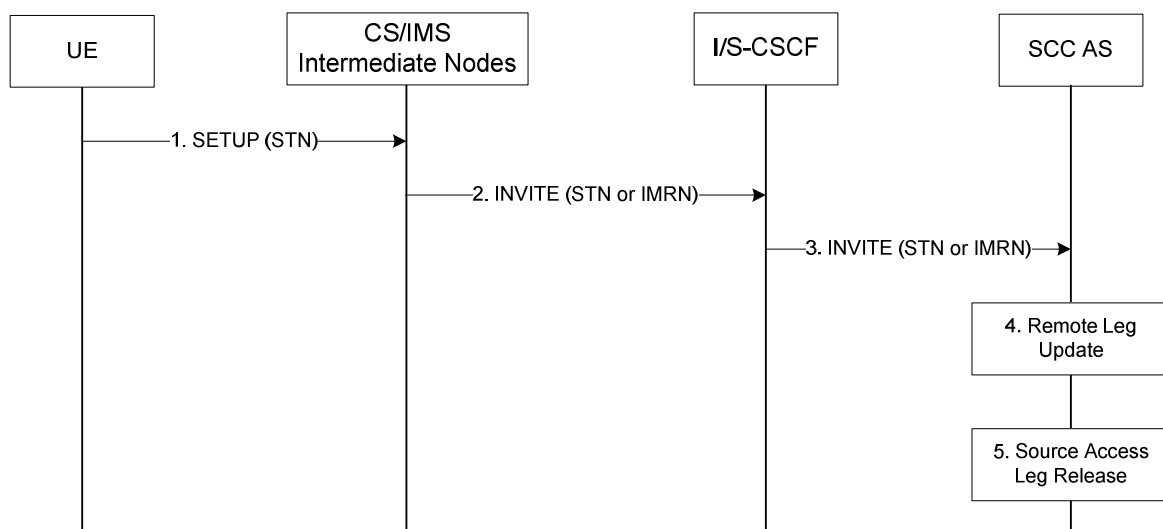 UE
CS/IMS
Intermediate Nodes
I/S-CSCF
SCC AS
1. SETUP (STN)
2. INVITE (STN or IMRN)
3. INVITE (STN or IMRN)
4. Remote Leg
Update
5. Source Access
Leg Release